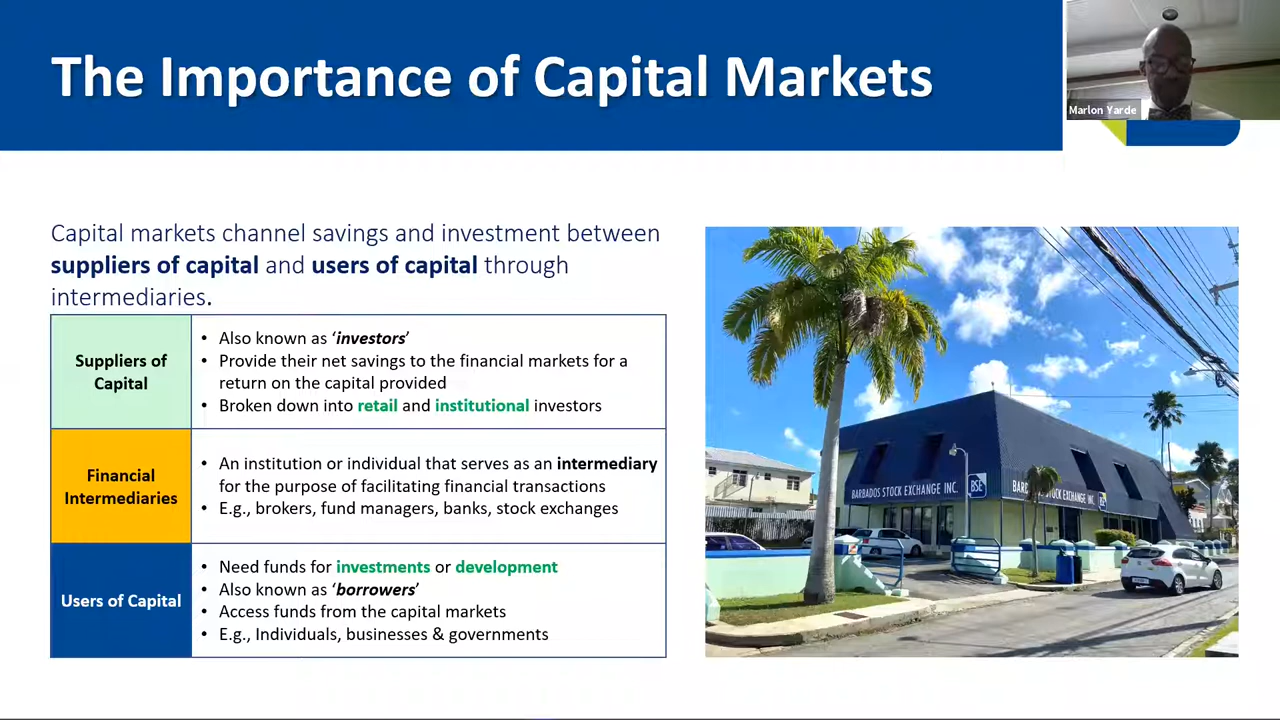 The Importance of Capital Markets
Marlon Yarde
Capital markets channel savings and investment between
suppliers of capital and users of capital through
intermediaries.
Suppliers of
Capital
• Also known as ‘investors’
• Provide their net savings to the financial markets for a
return on the capital provided
• Broken down into retail and institutional investors
Financial
Intermediaries
• An institution or individual that serves as an intermediary
for the purpose of facilitating financial transactions
• E.g., brokers, fund managers, banks, stock exchanges
Users of Capital
• Need funds for investments or development
• Also known as ‘borrowers’
• Access funds from the capital markets
• E.g., Individuals, businesses & governments
BARBADOS STOCK EXCHANGE INC.
BSE